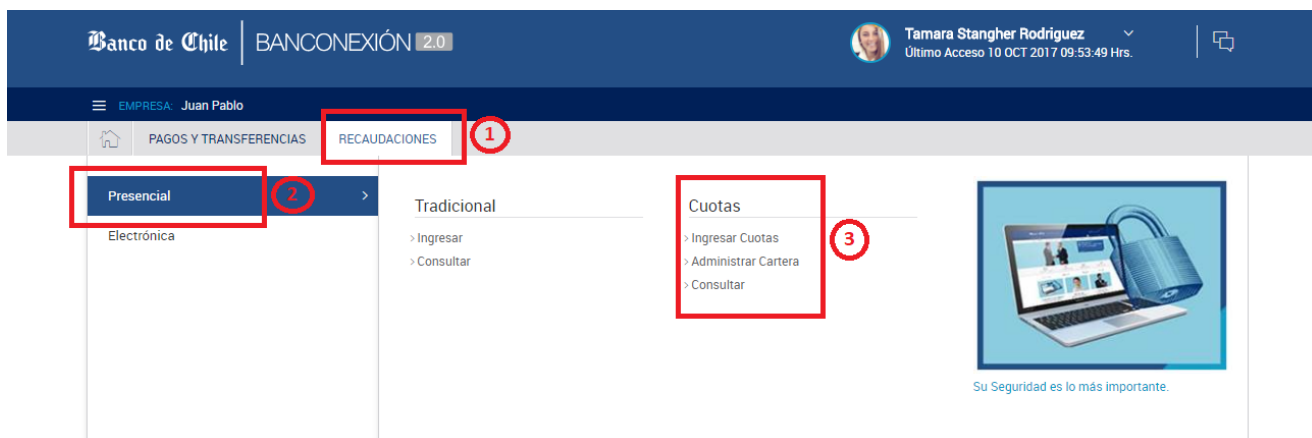 Banco de Chile BANCONEXIÓN 2.0
Tamara Stangher Rodriguez
Último Acceso 10 OCT 2017 09:53:49 Hrs.
EMPRESA: Juan Pablo
PAGOS Y TRANSFERENCIAS RECAUDACIONES 1
Presencial 2 >
Electrónica
Tradicional
> Ingresar
> Consultar
Cuotas
> Ingresar Cuotas
> Administrar Cartera
> Consultar
3
Su Seguridad es lo más importante.